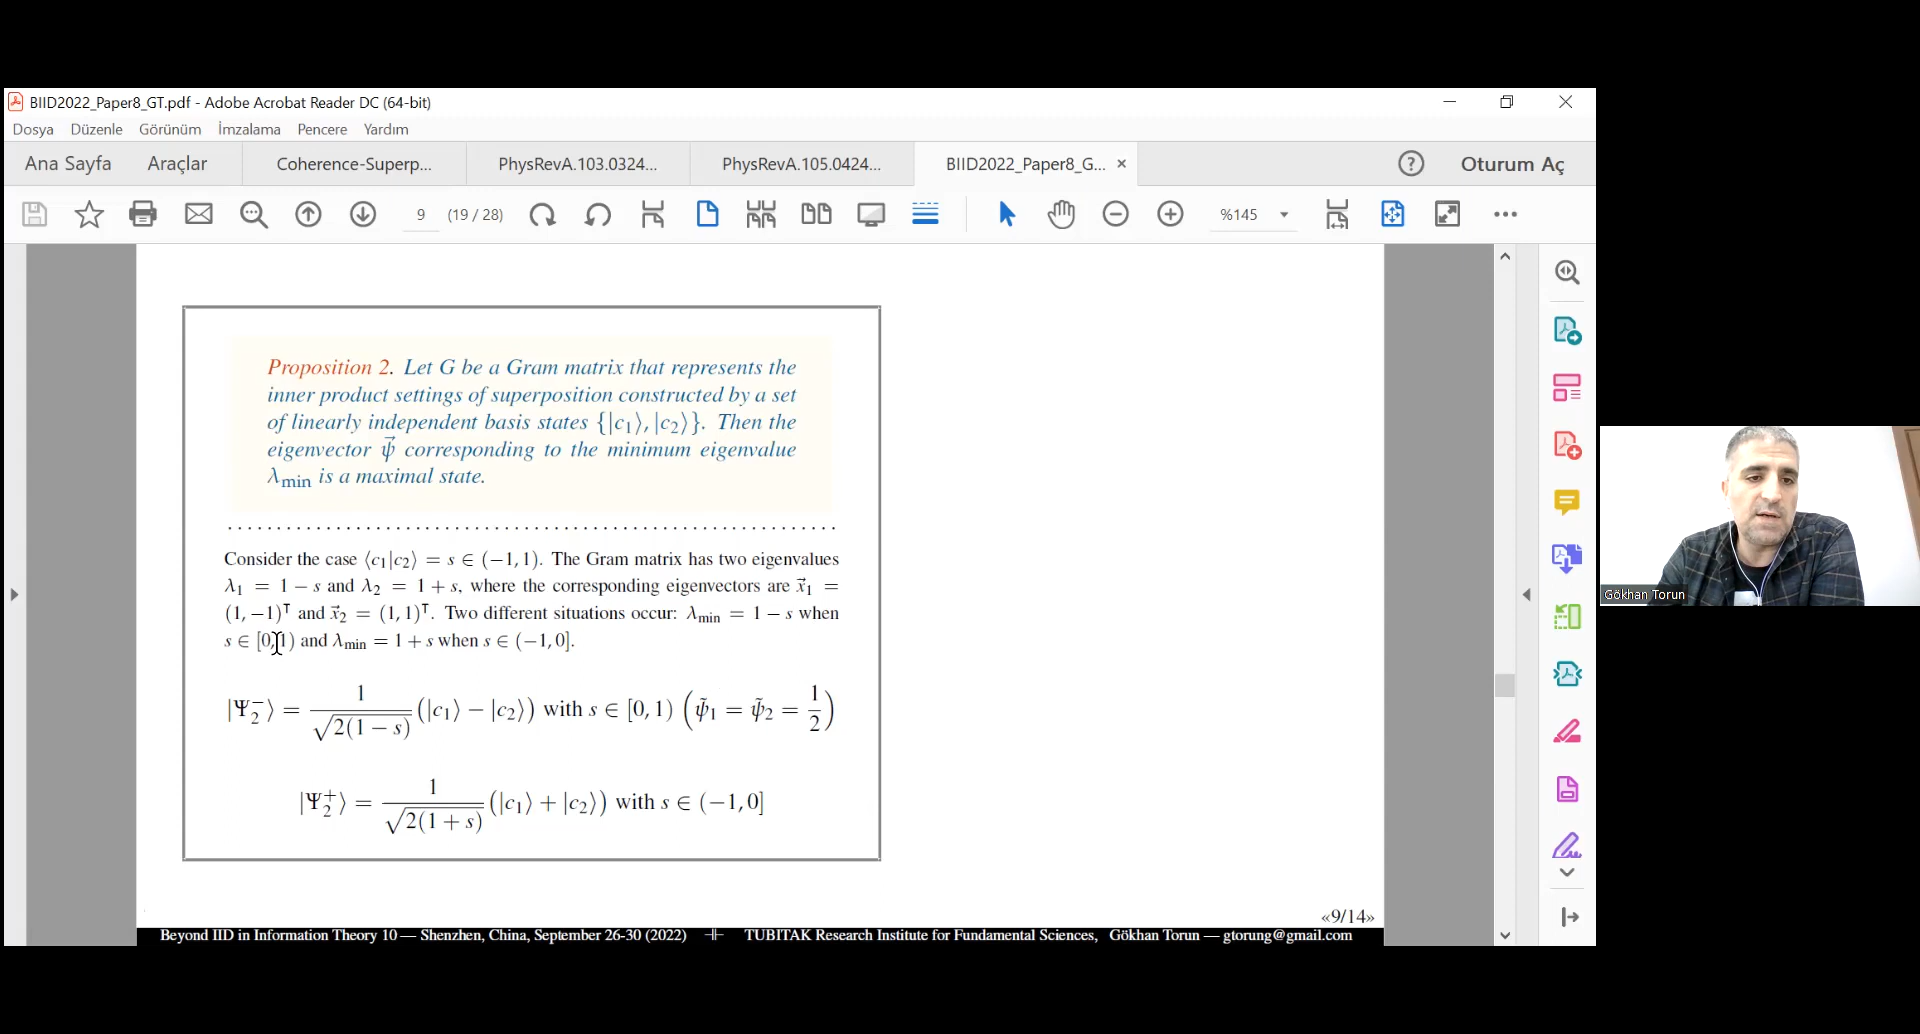 BIID2022_Paper8_GT.pdf - Adobe Acrobat Reader DC (64-bit)
Dosya Düzenle Görünüm İmzalama Pencere Yardım
Ana Sayfa Araçlar Coherence-Superp... PhysRevA.103.0324... PhysRevA.105.0424... BIID2022_Paper8_G... × Oturum Aç
9 (19 / 28) %145
Proposition 2. Let G be a Gram matrix that represents the
inner product settings of superposition constructed by a set
of linearly independent basis states {|c₁⟩, |c₂⟩}. Then the
eigenvector ψ⃗ corresponding to the minimum eigenvalue
λmin is a maximal state.
Consider the case ⟨c₁|c₂⟩ = s ∈ (−1, 1). The Gram matrix has two eigenvalues
λ₁ = 1 − s and λ₂ = 1 + s, where the corresponding eigenvectors are x⃗₁ =
(1, −1)ᵀ and x⃗₂ = (1, 1)ᵀ. Two different situations occur: λmin = 1 − s when
s ∈ [0, 1) and λmin = 1 + s when s ∈ (−1, 0].
|Ψ₂⁻⟩ = 1/√2(1 − s) (|c₁⟩ − |c₂⟩) with s ∈ [0, 1) (ψ̃₁ = ψ̃₂ = 1/2)
|Ψ₂⁺⟩ = 1/√2(1 + s) (|c₁⟩ + |c₂⟩) with s ∈ (−1, 0]
«9/14»
Beyond IID in Information Theory 10 — Shenzhen, China, September 26-30 (2022) ⊣⊢ TUBITAK Research Institute for Fundamental Sciences, Gökhan Torun — gtorung@gmail.com
Gökhan Torun